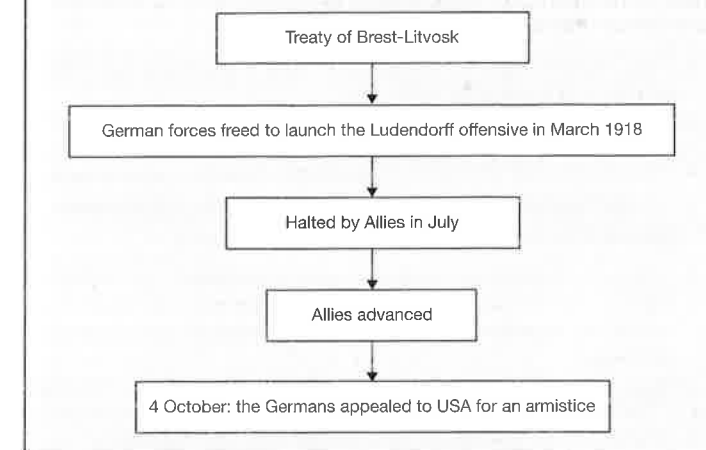 Treaty of Brest-Litvosk
German forces freed to launch the Ludendorff offensive in March 1918
Halted by Allies in July
Allies advanced
4 October: the Germans appealed to USA for an armistice